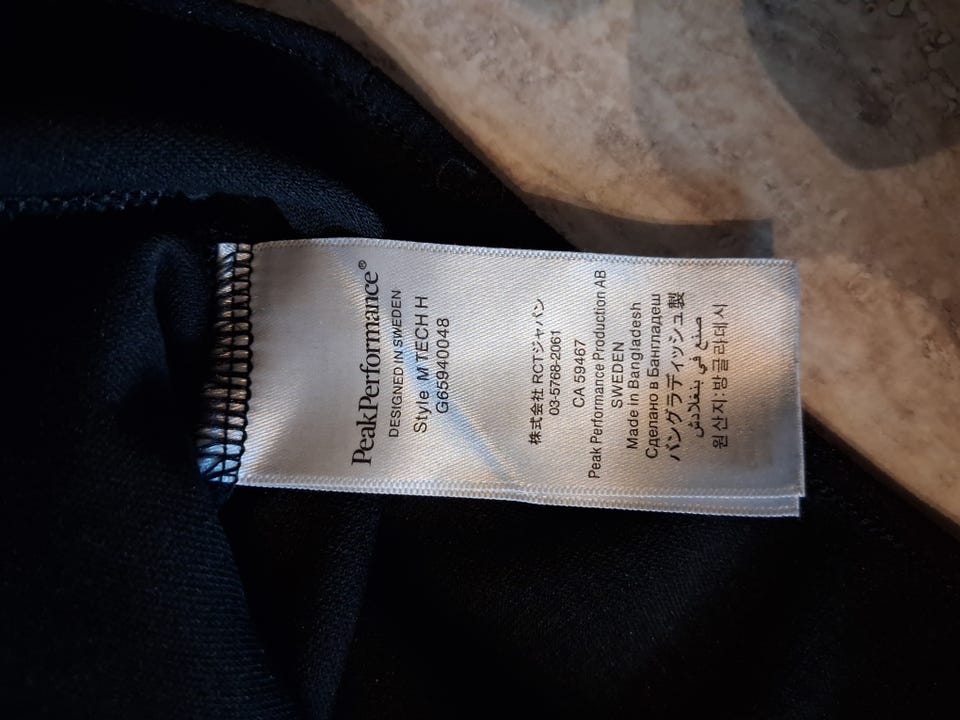 PeakPerformance®
DESIGNED IN SWEDEN
Style M TECH H
G65940048
株式会社 RCTジャパン
03-5768-2061
CA 59467
Peak Performance Production AB
SWEDEN
Made in Bangladesh
Сделано в Бангладеш
バングラディッシュ製
صنع في بنغلادش
원산지:방글라데시